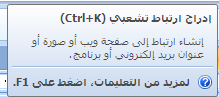 إدراج ارتباط تشعبي (Ctrl+K)
إنشاء ارتباط إلى صفحة ويب أو صورة أو
عنوان بريد إلكتروني أو برنامج.
لمزيد من التعليمات، اضغط على F1.